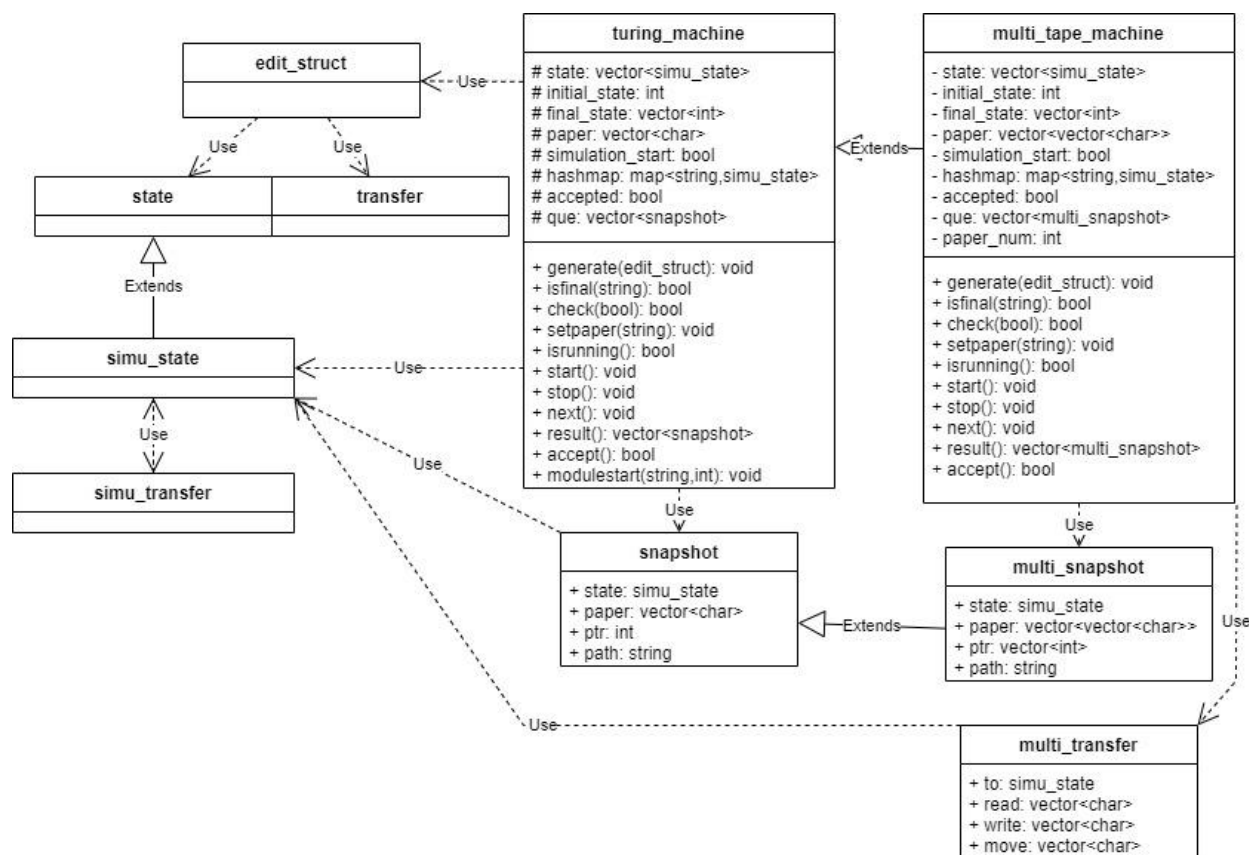 edit_struct
Use
Use
Use
state
transfer
Extends
simu_state
Use
simu_transfer
turing_machine
# state: vector<simu_state>
# initial_state: int
# final_state: vector<int>
# paper: vector<char>
# simulation_start: bool
# hashmap: map<string,simu_state>
# accepted: bool
# que: vector<snapshot>
+ generate(edit_struct): void
+ isfinal(string): bool
+ check(bool): bool
+ setpaper(string): void
+ isrunning(): bool
+ start(): void
+ stop(): void
+ next(): void
+ result(): vector<snapshot>
+ accept(): bool
+ modulestart(string,int): void
Extends
multi_tape_machine
- state: vector<simu_state>
- initial_state: int
- final_state: vector<int>
- paper: vector<vector<char>>
- simulation_start: bool
- hashmap: map<string,simu_state>
- accepted: bool
- que: vector<multi_snapshot>
- paper_num: int
+ generate(edit_struct): void
+ isfinal(string): bool
+ check(bool): bool
+ setpaper(string): void
+ isrunning(): bool
+ start(): void
+ stop(): void
+ next(): void
+ result(): vector<multi_snapshot>
+ accept(): bool
Use
Use
Use
Use
Use
snapshot
+ state: simu_state
+ paper: vector<char>
+ ptr: int
+ path: string
Extends
multi_snapshot
+ state: simu_state
+ paper: vector<vector<char>>
+ ptr: vector<int>
+ path: string
Use
multi_transfer
+ to: simu_state
+ read: vector<char>
+ write: vector<char>
+ move: vector<char>